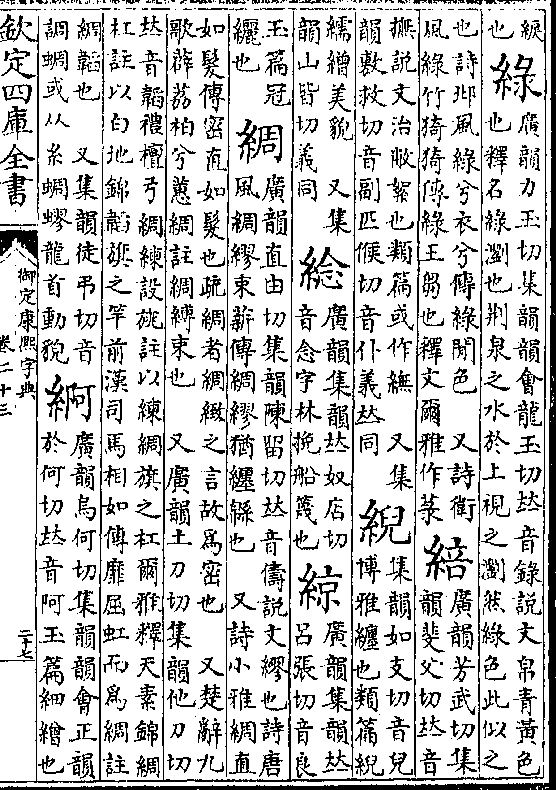 綟
也
綠
廣韻力玉切集韻韻會龍玉切𠀤音錄說文帛青黃色
也釋名綠瀏也荆泉之水於上視之瀏然綠色此似之
也詩邶風綠兮衣兮傳綠閒色 又詩衛
風綠竹猗猗傳綠王芻也釋文爾雅作菉
廣韻芳武切集
韻斐父切𠀤音
撫說文治敝絮也類篇或作 又集
韻敷救切音副匹候切音仆義𠀤同
集韻如支切音兒
博雅纏也類篇
繻繒美貌 又集
韻山皆切義同
廣韻集韻𠀤奴店切
音念字林挽船篾也
綡
廣韻集韻𠀤
呂張切音良
玉篇冠
纚也
綢
廣韻直由切集韻陳留切𠀤音儔說文繆也詩唐
風綢繆束薪傳綢繆猶纏緜也 又詩小雅綢直
如髮傳密直如髮也疏綢者綢緻之言故爲密也 又楚辭九
歌薜荔柏兮蕙綢註綢縛束也 又廣韻土刀切集韻他刀切
𠀤音韜禮檀弓綢練設旐註以練綢旗之杠爾雅釋天素錦綢
杠註以白地錦韜旗之竿前漢司馬相如傳靡屈虹而爲綢註
綢韜也 又集韻徒弔切音
調蜩或从糸蜩蟉龍首動貌
廣韻烏何切集韻韻會正韻
於何切𠀤音阿玉篇細繒也
欽定四庫全書
御定康熙字典
卷二十三
二十七